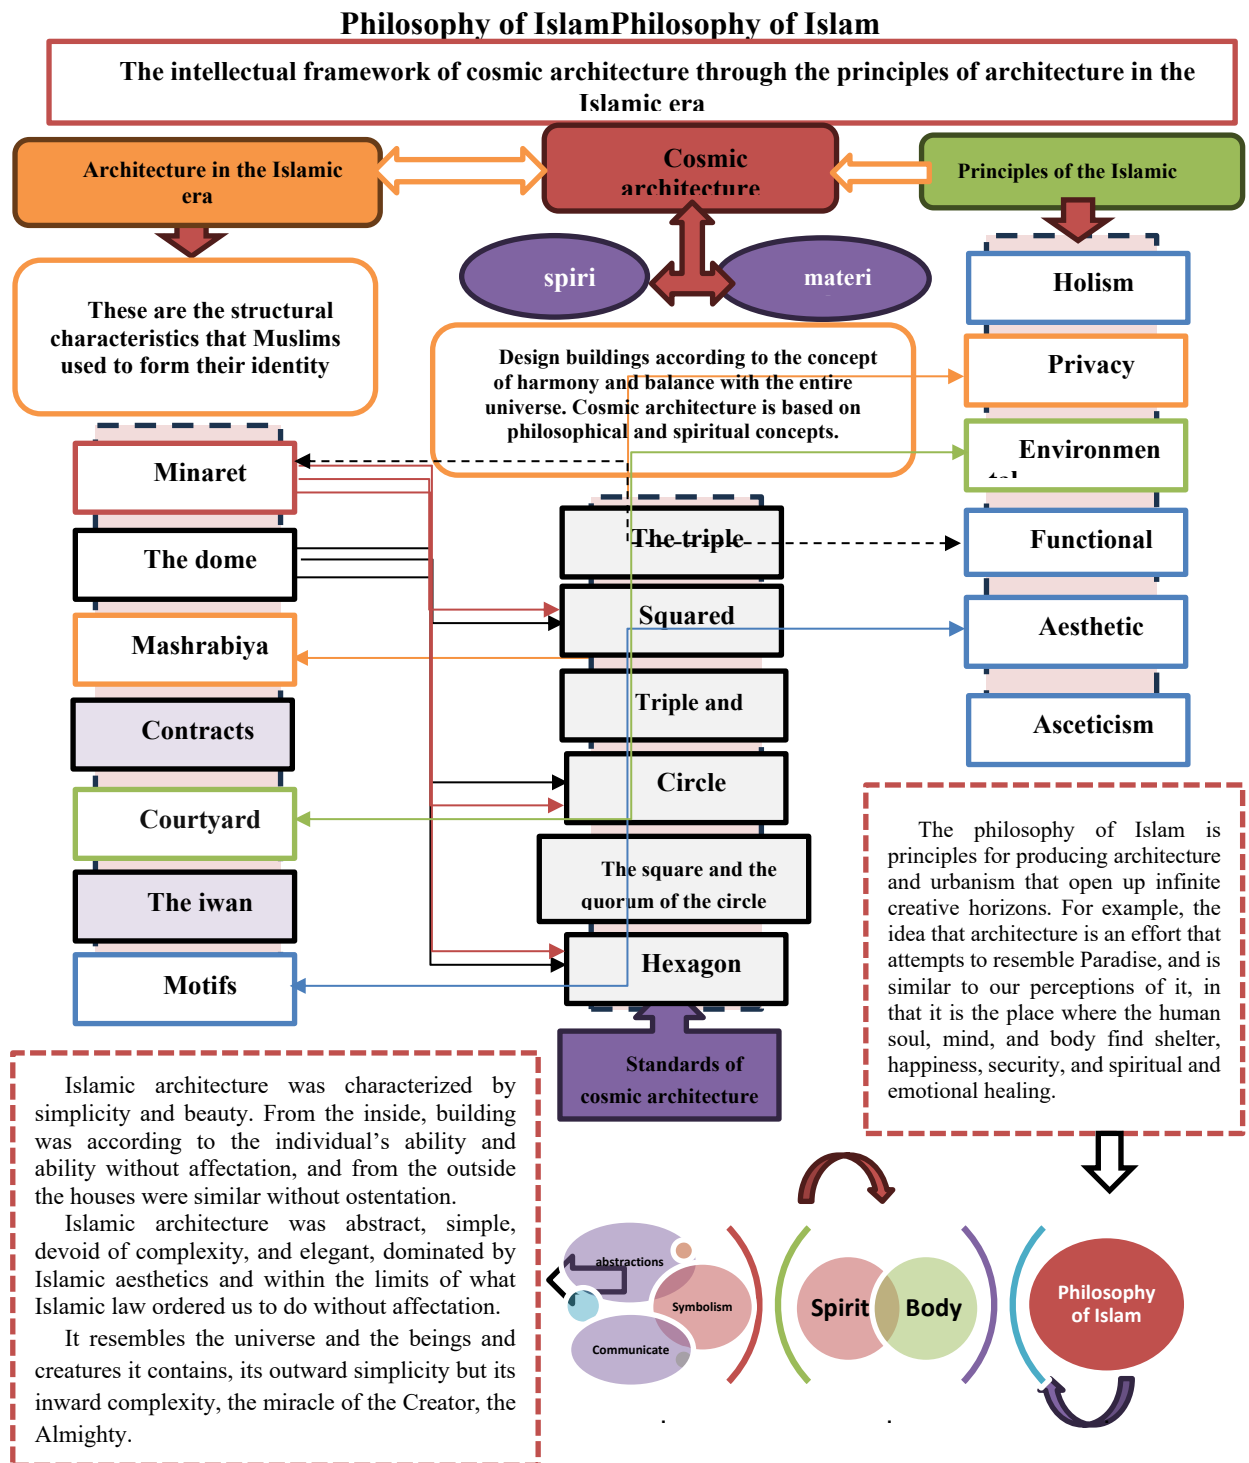 Philosophy of IslamPhilosophy of Islam
The intellectual framework of cosmic architecture through the principles of architecture in the
Islamic era
Architecture in the Islamic
era
Cosmic
architecture
Principles of the Islamic
spiri
materi
These are the structural
characteristics that Muslims
used to form their identity
Design buildings according to the concept
of harmony and balance with the entire
universe. Cosmic architecture is based on
philosophical and spiritual concepts.
Holism
Privacy
Environmen
Functional
Aesthetic
Asceticism
Minaret
The dome
Mashrabiya
Contracts
Courtyard
The iwan
Motifs
The triple
Squared
Triple and
Circle
The square and the
quorum of the circle
Hexagon
Standards of
cosmic architecture
The philosophy of Islam is
principles for producing architecture
and urbanism that open up infinite
creative horizons. For example, the
idea that architecture is an effort that
attempts to resemble Paradise, and is
similar to our perceptions of it, in
that it is the place where the human
soul, mind, and body find shelter,
happiness, security, and spiritual and
emotional healing.
Islamic architecture was characterized by
simplicity and beauty. From the inside, building
was according to the individual's ability and
ability without affectation, and from the outside
the houses were similar without ostentation.
Islamic architecture was abstract, simple,
devoid of complexity, and elegant, dominated by
Islamic aesthetics and within the limits of what
Islamic law ordered us to do without affectation.
It resembles the universe and the beings and
creatures it contains, its outward simplicity but its
inward complexity, the miracle of the Creator, the
Almighty.
abstractions
Symbolism
Communicate
Spirit
Body
Philosophy
of Islam
.
.